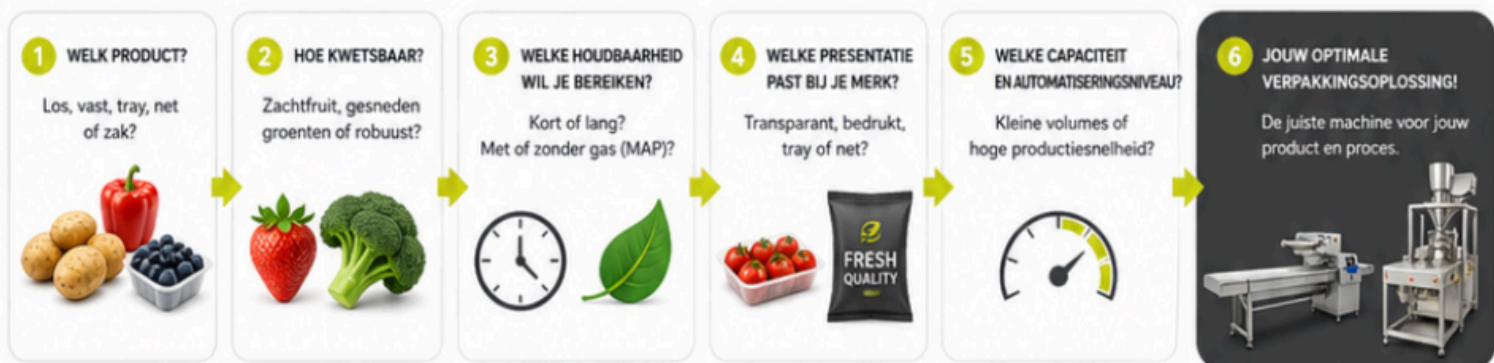 1 WELK PRODUCT?
Los, vast, tray, net
of zak?
2 HOE KWETSBAAR?
Zachtfruit, gesneden
groenten of robuust?
3 WELKE HOUDBAARHEID
WIL JE BEREIKEN?
Kort of lang?
Met of zonder gas (MAP)?
4 WELKE PRESENTATIE
PAST BIJ JE MERK?
Transparant, bedrukt,
tray of net?
FRESH
QUALITY
5 WELKE CAPACITEIT
EN AUTOMATISERINGSNIVEAU?
Kleine volumes of
hoge productiesnelheid?
6 JOUW OPTIMALE
VERPAKKINGSOPLOSSING!
De juiste machine voor jouw
product en proces.